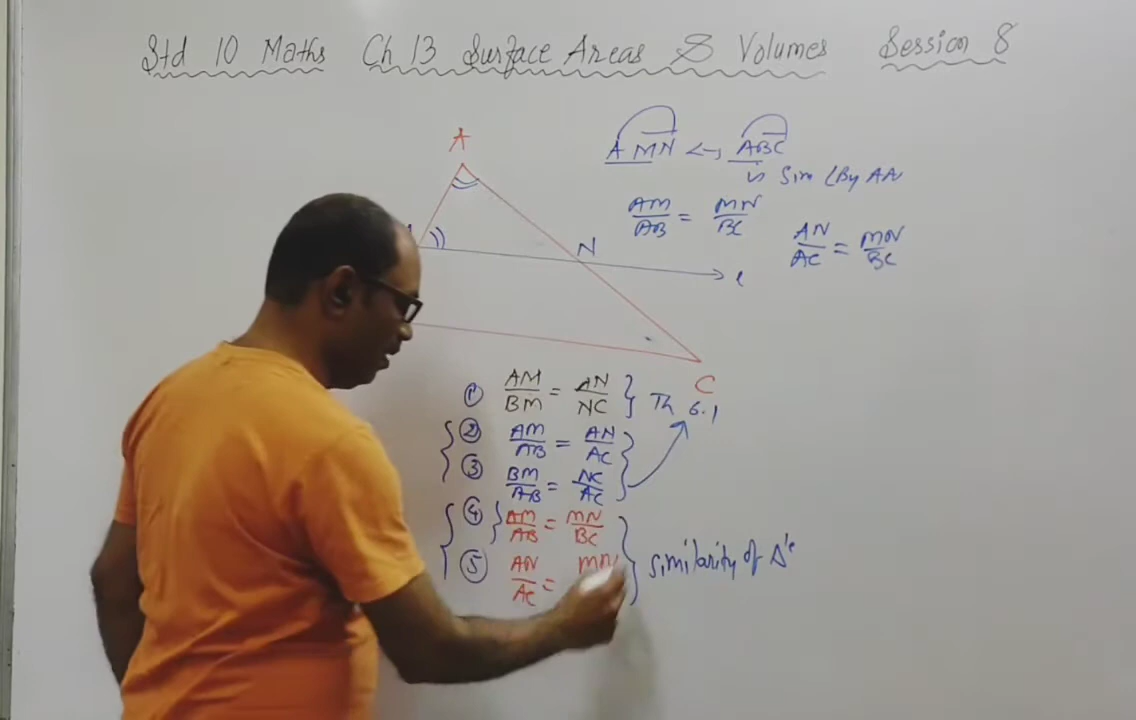 Std 10 Maths Ch 13 Surface Areas & Volumes Session 8
A
AMN <-> ABC
is Sim (By AA
AM/AB = MN/BC
AN/AC = MN/BC
N
l
C
① AM/BM = AN/NC } Th 6.1
② AM/AB = AN/AC
③ BM/AB = NC/AC
④ AM/AB = MN/BC
⑤ AN/AC = MN
similarity of Δ's